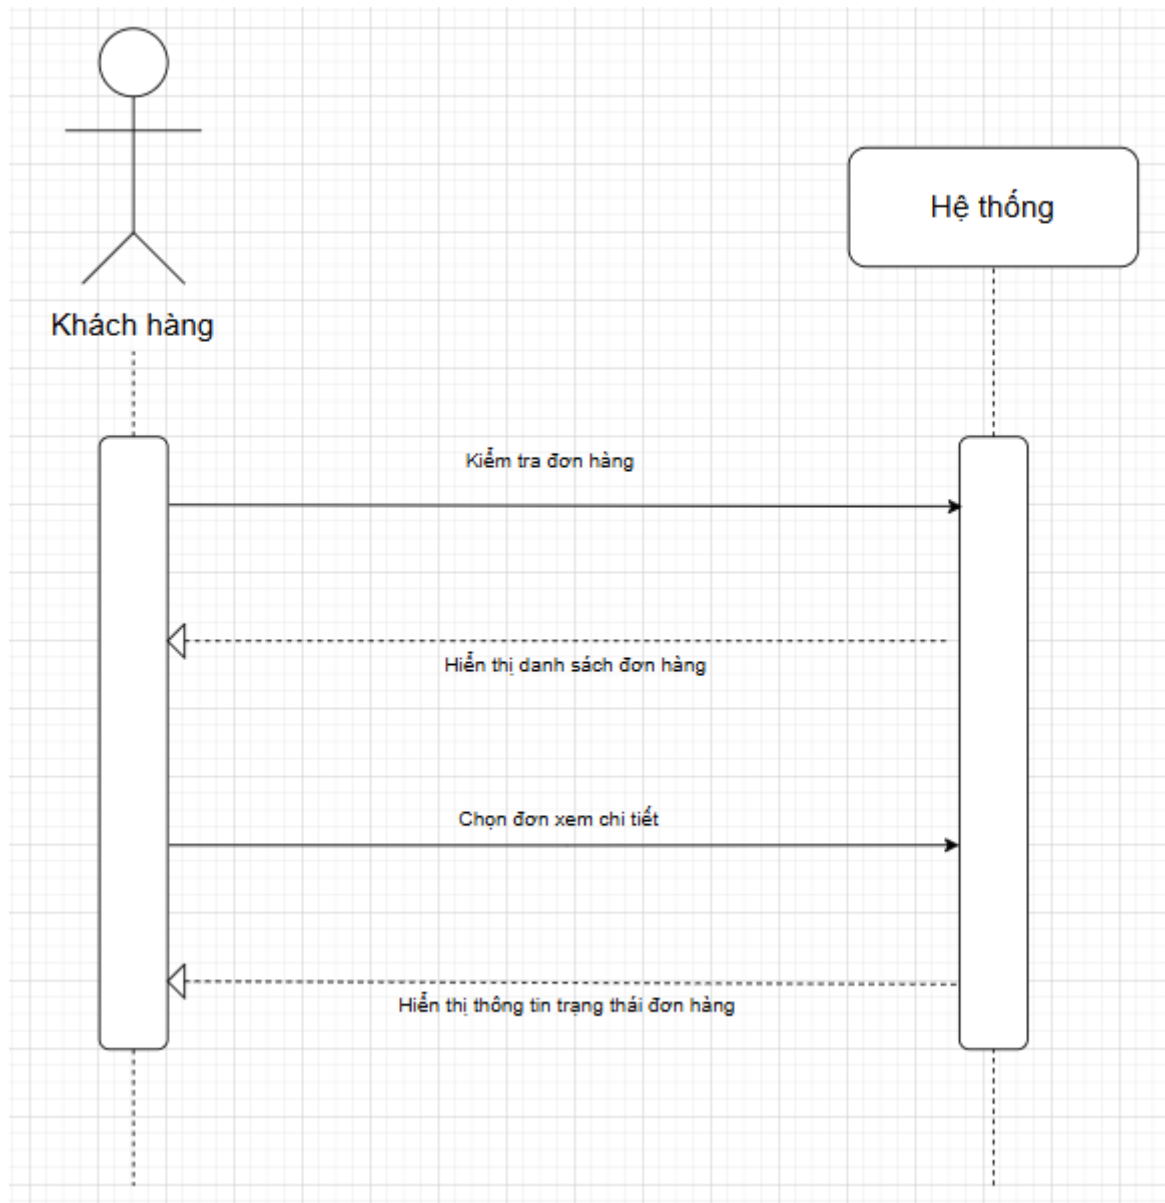 Hệ thống
Khách hàng
Kiểm tra đơn hàng
Hiển thị danh sách đơn hàng
Chọn đơn xem chi tiết
Hiển thị thông tin trạng thái đơn hàng